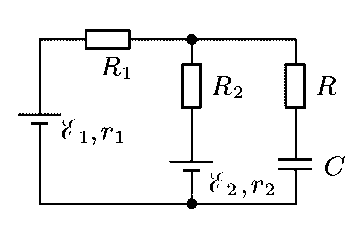 R₁
R₂
R
ℰ₁, r₁
C
ℰ₂, r₂